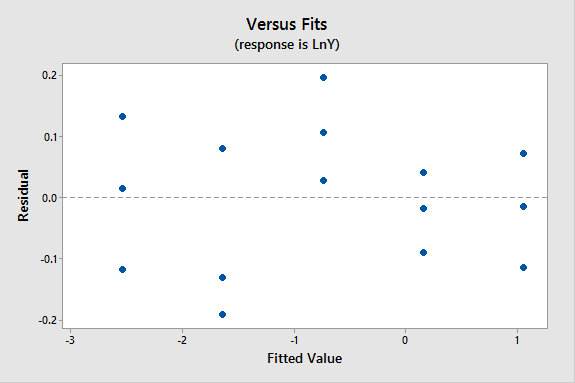 Versus Fits
(response is LnY)
0.2
0.1
0.0
-0.1
-0.2
Residual
-3
-2
-1
0
1
Fitted Value